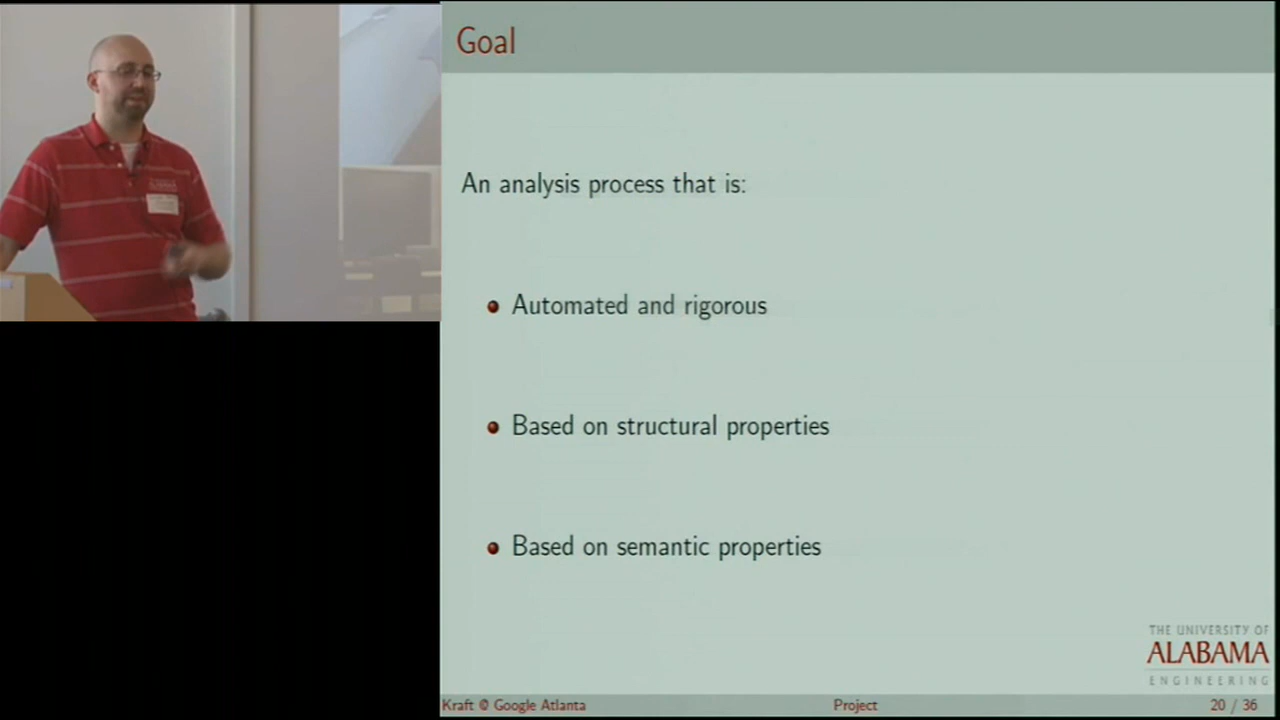 Goal
An analysis process that is:
Automated and rigorous
Based on structural properties
Based on semantic properties
THE UNIVERSITY OF
ALABAMA
ENGINEERING
Kraft @ Google Atlanta
Project
20 / 36
ALABAMA